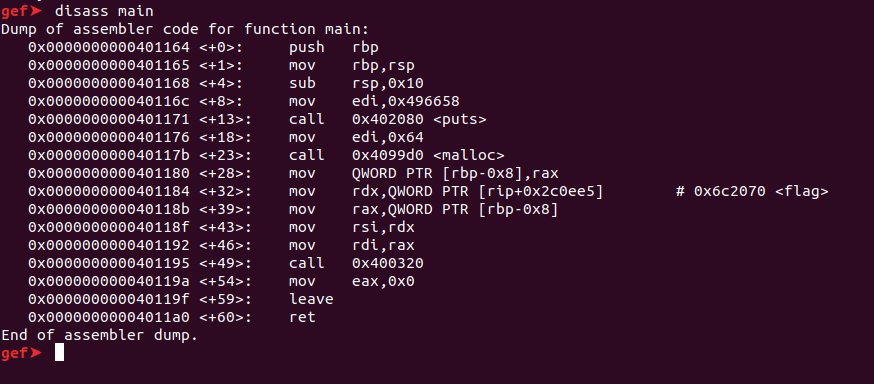 gef➤  disass main
Dump of assembler code for function main:
   0x0000000000401164 <+0>:	push   rbp
   0x0000000000401165 <+1>:	mov    rbp,rsp
   0x0000000000401168 <+4>:	sub    rsp,0x10
   0x000000000040116c <+8>:	mov    edi,0x496658
   0x0000000000401171 <+13>:	call   0x402080 <puts>
   0x0000000000401176 <+18>:	mov    edi,0x64
   0x000000000040117b <+23>:	call   0x4099d0 <malloc>
   0x0000000000401180 <+28>:	mov    QWORD PTR [rbp-0x8],rax
   0x0000000000401184 <+32>:	mov    rdx,QWORD PTR [rip+0x2c0ee5]        # 0x6c2070 <flag>
   0x000000000040118b <+39>:	mov    rax,QWORD PTR [rbp-0x8]
   0x000000000040118f <+43>:	mov    rsi,rdx
   0x0000000000401192 <+46>:	mov    rdi,rax
   0x0000000000401195 <+49>:	call   0x400320
   0x000000000040119a <+54>:	mov    eax,0x0
   0x000000000040119f <+59>:	leave
   0x00000000004011a0 <+60>:	ret
End of assembler dump.
gef➤